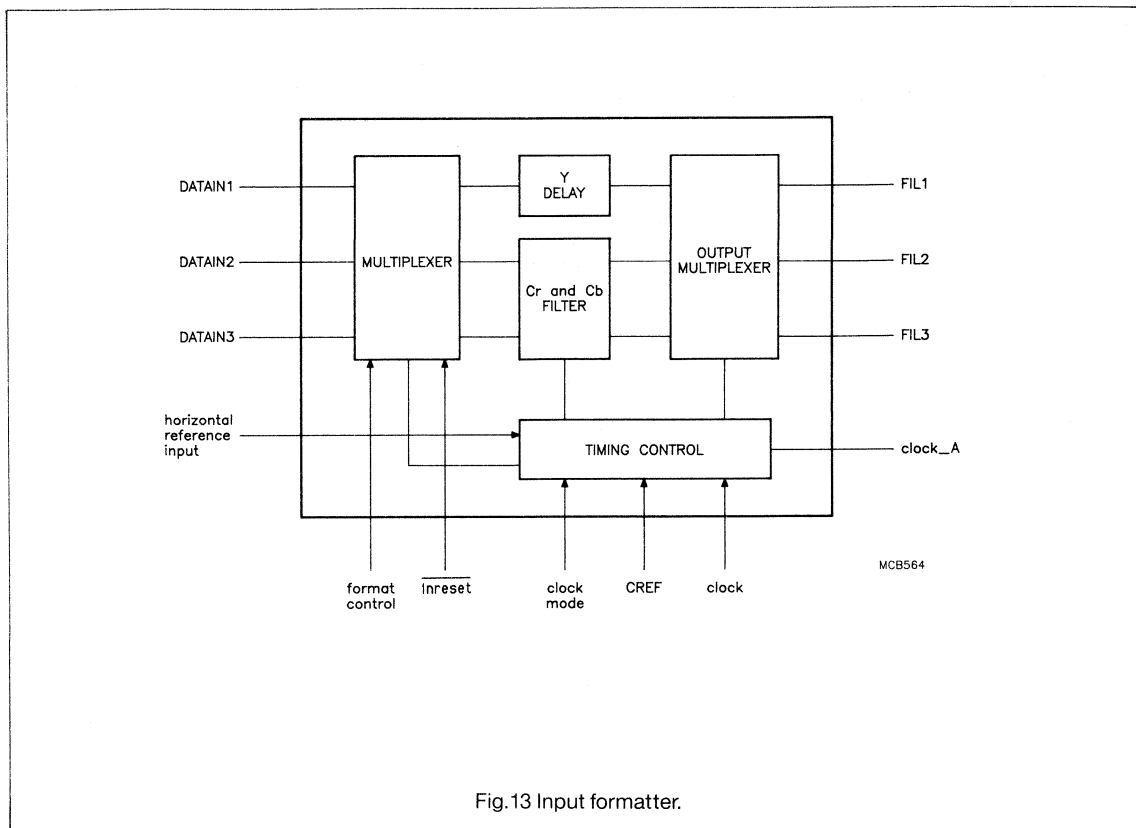 DATAIN1
DATAIN2
DATAIN3
MULTIPLEXER
Y
DELAY
Cr and Cb
FILTER
OUTPUT
MULTIPLEXER
FIL1
FIL2
FIL3
horizontal
reference
input
TIMING CONTROL
clock_A
format
control
Inreset
clock
mode
CREF
clock
MCB564
Fig.13 Input formatter.